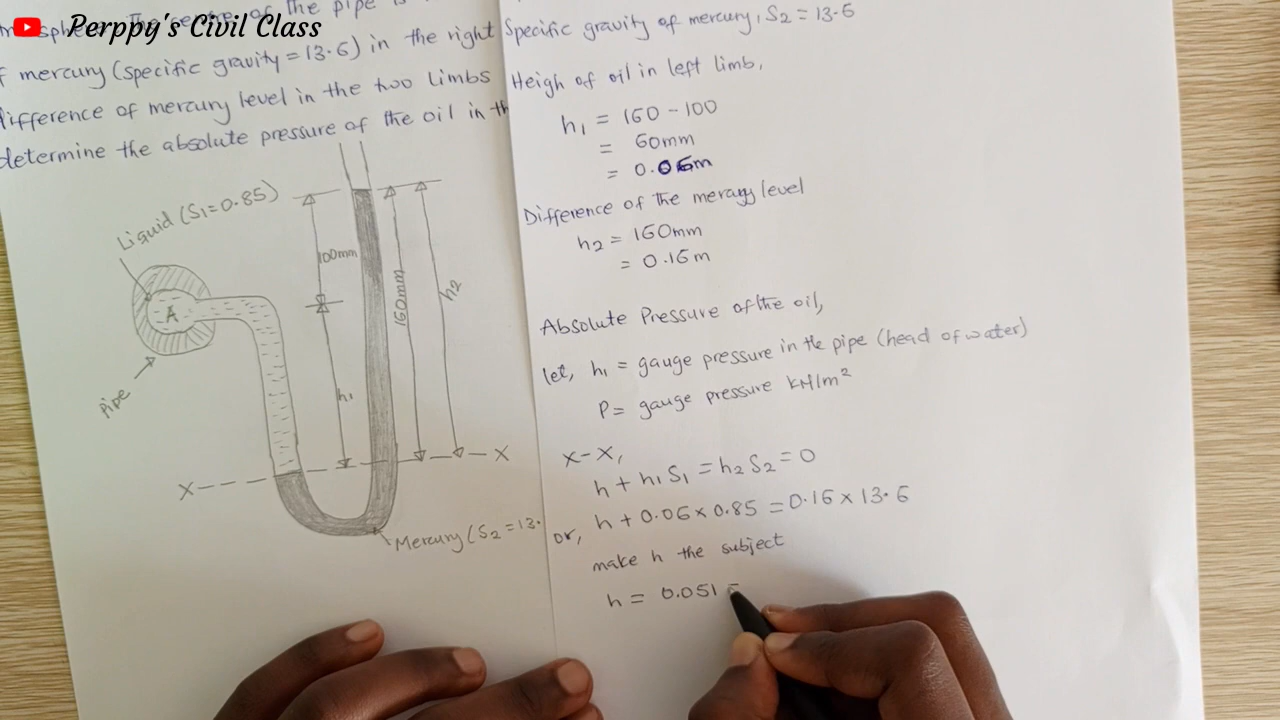 Perppy's Civil Class
the centre of the pipe is
f mercury (specific gravity = 13.6) in the right
difference of mercury level in the two limbs
determine the absolute pressure of the oil in th
Liquid (S1=0.85)
100mm
160mm
h2
A
h1
Pipe
X
X
Mercury (S2 = 13.
Specific gravity of mercury, S2 = 13.6
Heigh of oil in left limb,
h1 = 160 - 100
= 60mm
= 0.06m
Difference of the mercury level
h2 = 160mm
= 0.16m
Absolute Pressure of the oil,
let, h1 = gauge pressure in the pipe (head of water)
P = gauge pressure kN/m²
x-x,
h + h1 S1 = h2 S2 = 0
or, h + 0.06 x 0.85 = 0.16 x 13.6
make h the subject
h = 0.051